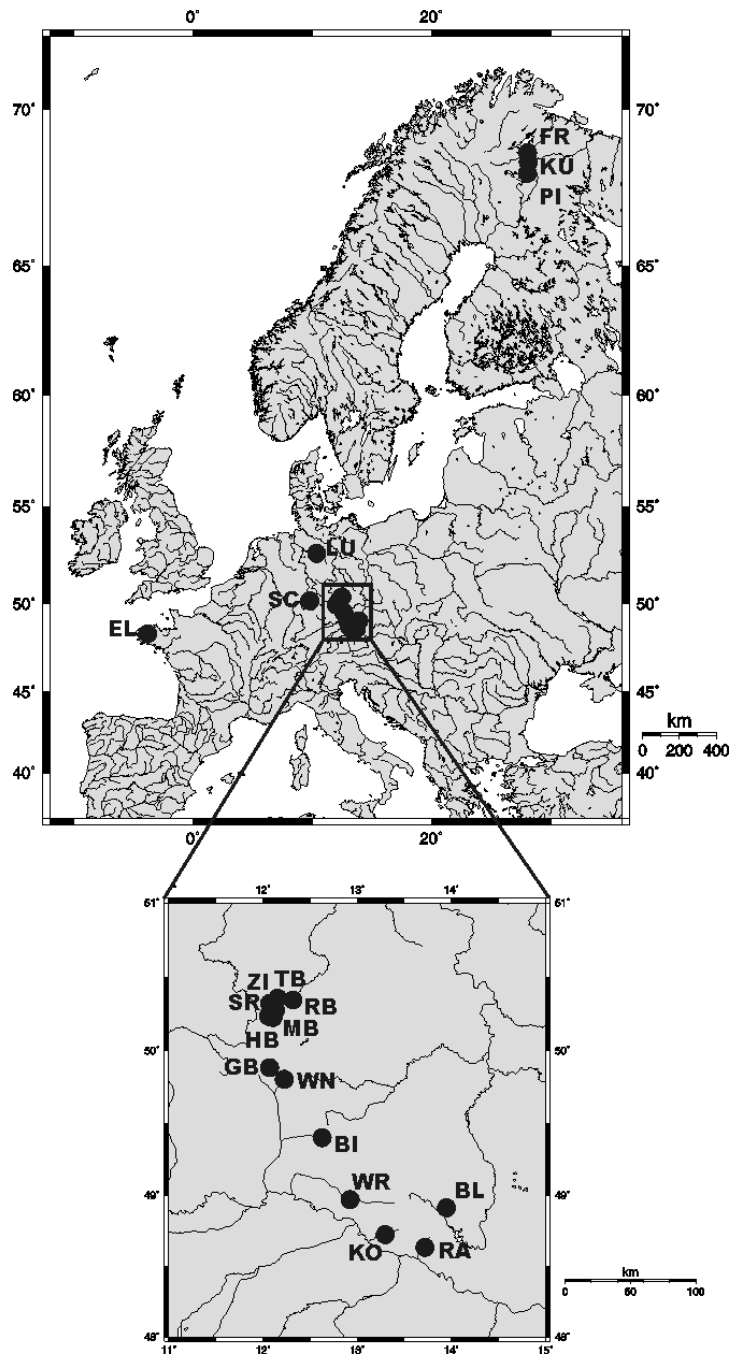 0° 20°
70° 70°
FR
KU
PI
65° 65°
60° 60°
55° 55°
LU
SC
50° 50°
EL
45° 45°
km
0 200 400
40° 40°
0° 20°
12° 13° 14°
51° 51°
ZI TB
SR RB
MB
HB
50° 50°
GB WN
BI
WR BL
49° 49°
KO RA
km
0 50 100
48° 48°
11° 12° 13° 14° 15°